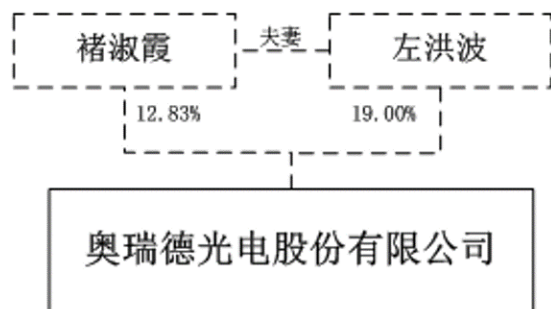 褚淑霞
夫妻
左洪波
12.83%
19.00%
奥瑞德光电股份有限公司